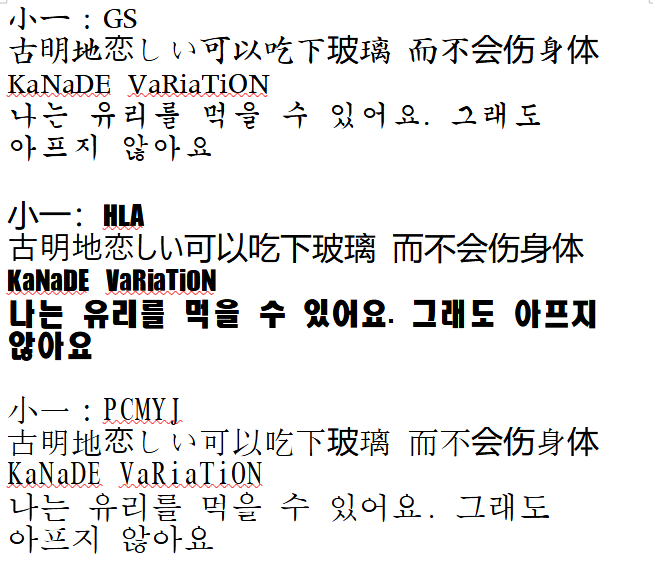 小一：GS
古明地恋しい可以吃下玻璃 而不会伤身体
KaNaDE VaRiaTiON
나는 유리를 먹을 수 있어요. 그래도
아프지 않아요
小一：HLA
古明地恋しい可以吃下玻璃 而不会伤身体
KaNaDE VaRiaTiON
나는 유리를 먹을 수 있어요. 그래도 아프지
않아요
小一：PCMYJ
古明地恋しい可以吃下玻璃 而不会伤身体
KaNaDE VaRiaTiON
나는 유리를 먹을 수 있어요. 그래도
아프지 않아요